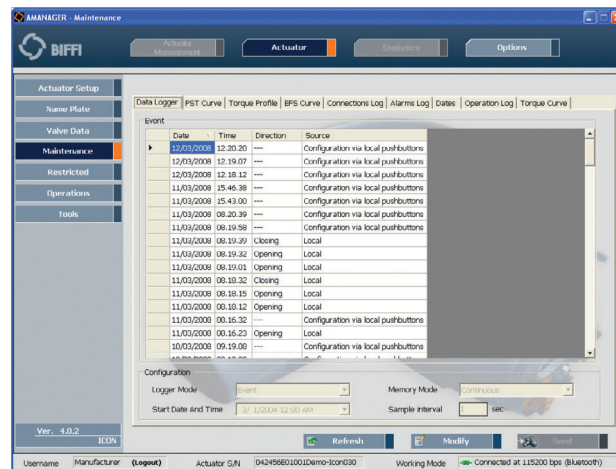 AMANAGER - Maintenance
BIFFI
Actuator Management
Actuator
Statistics
Options
Actuator Setup
Name Plate
Valve Data
Maintenance
Restricted
Operations
Tools
Data Logger PST Curve Torque Profile EFS Curve Connections Log Alarms Log Dates Operation Log Torque Curve
Event
Date Time Direction Source
12/03/2008 12.20.20 --- Configuration via local pushbuttons
12/03/2008 12.19.07 --- Configuration via local pushbuttons
12/03/2008 12.18.12 --- Configuration via local pushbuttons
11/03/2008 15.46.38 --- Configuration via local pushbuttons
11/03/2008 15.43.00 --- Configuration via local pushbuttons
11/03/2008 08.20.39 --- Configuration via local pushbuttons
11/03/2008 08.19.58 --- Configuration via local pushbuttons
11/03/2008 08.19.39 Closing Local
11/03/2008 08.19.32 Opening Local
11/03/2008 08.19.01 Opening Local
11/03/2008 08.18.32 Closing Local
11/03/2008 08.18.15 Opening Local
11/03/2008 08.18.12 Opening Local
11/03/2008 08.16.32 --- Configuration via local pushbuttons
11/03/2008 08.16.23 Opening Local
10/03/2008 09.19.08 --- Configuration via local pushbuttons
Configuration
Logger Mode Event Memory Mode Continuous
Start Date And Time 2/ 1/2004 12:00 AM Sample interval 1 sec
Ver. 4.0.2
ICON
Refresh Modify Send
Username Manufacturer (Logout) Actuator S/N 042456E01001Demo-Icon030 Working Mode Connected at 115200 bps (Bluetooth)